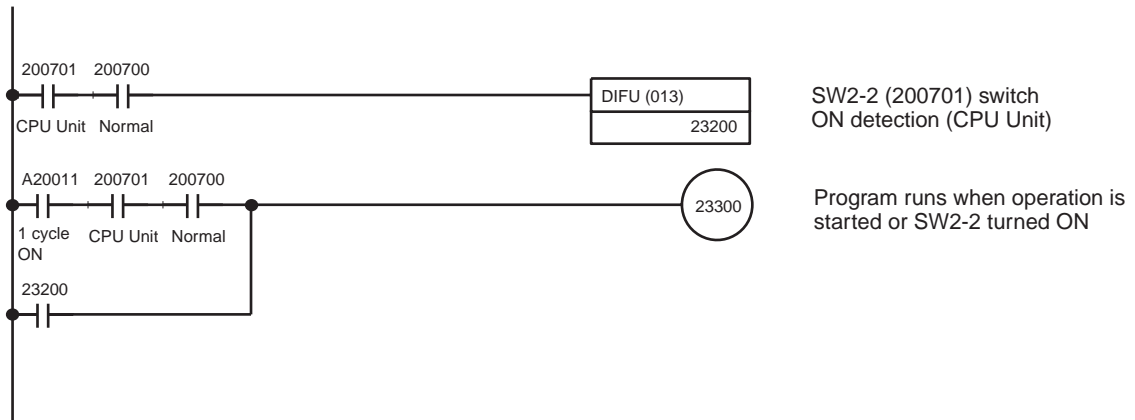 200701 200700
DIFU (013)
23200
CPU Unit Normal
SW2-2 (200701) switch
ON detection (CPU Unit)
A20011 200701 200700
23300
1 cycle
ON
CPU Unit Normal
Program runs when operation is
started or SW2-2 turned ON
23200